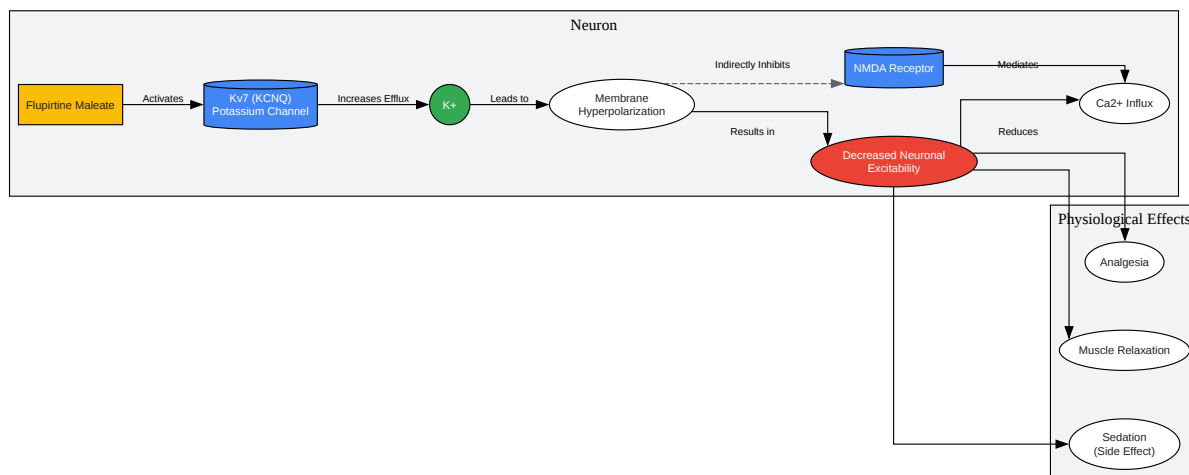 Neuron
Flupirtine Maleate
Activates
Kv7 (KCNQ)
Potassium Channel
Increases Efflux
K+
Leads to
Membrane
Hyperpolarization
Indirectly Inhibits
NMDA Receptor
Mediates
Ca2+ Influx
Results in
Decreased Neuronal
Excitability
Reduces
Physiological Effects
Analgesia
Muscle Relaxation
Sedation
(Side Effect)